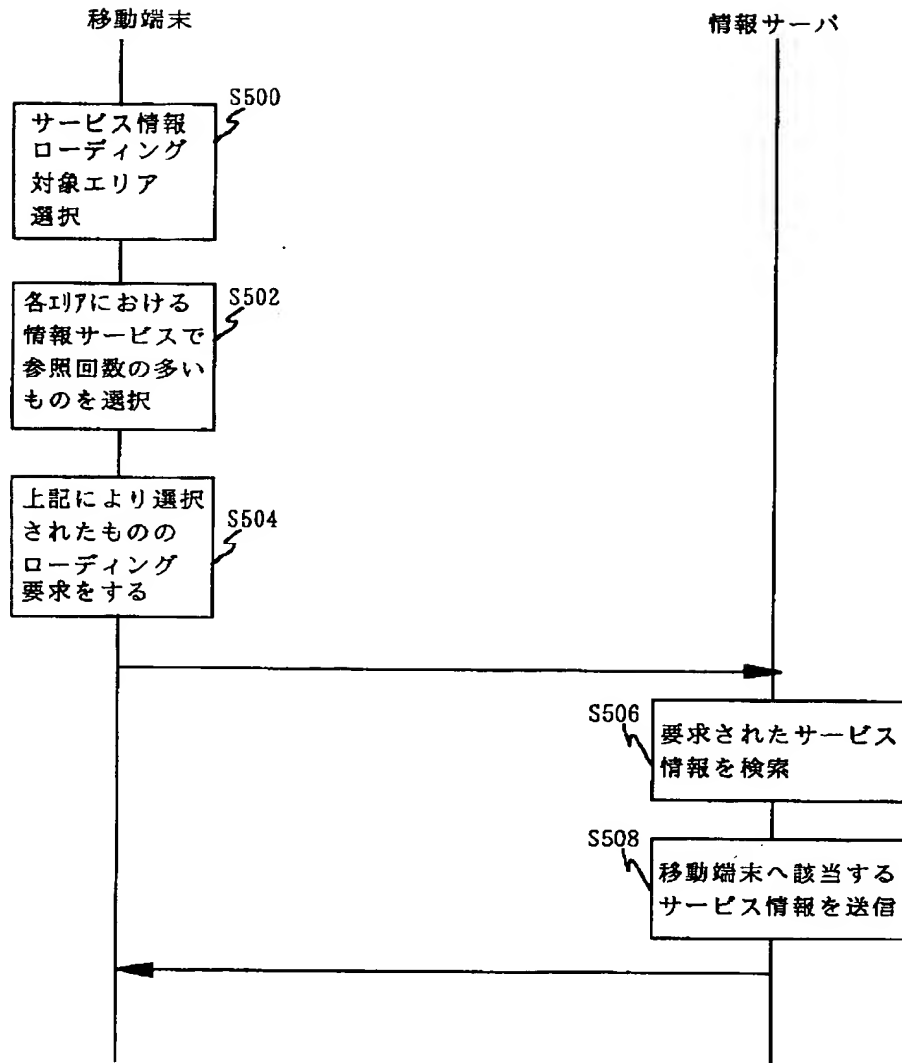 移動端末
情報サーバ
S500
サービス情報
ローディング
対象エリア
選択
S502
各ｴﾘｱにおける
情報サービスで
参照回数の多い
ものを選択
上記により選択
されたものの
ローディング
要求をする
S504
S506
要求されたサービス
情報を検索
S508
移動端末へ該当する
サービス情報を送信